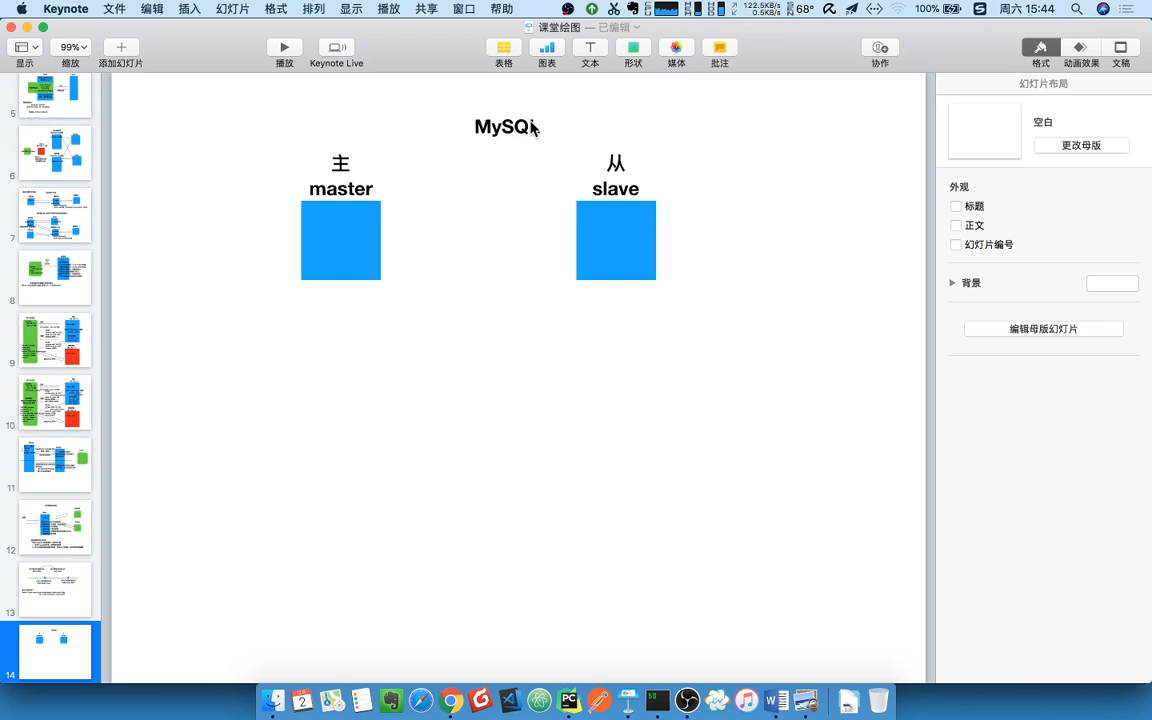 Keynote 文件 编辑 插入 幻灯片 格式 排列 显示 播放 共享 窗口 帮助 122.5KB/s 0.5KB/s 68° 100% 周六 15:44
课堂绘图 — 已编辑
99%
显示 缩放 添加幻灯片 播放 Keynote Live 表格 图表 文本 形状 媒体 批注 协作 格式 动画效果 文稿
幻灯片布局
空白
更改母版
外观
标题
正文
幻灯片编号
背景
编辑母版幻灯片
5
6
7
8
9
10
11
12
13
14
主 从
master slave